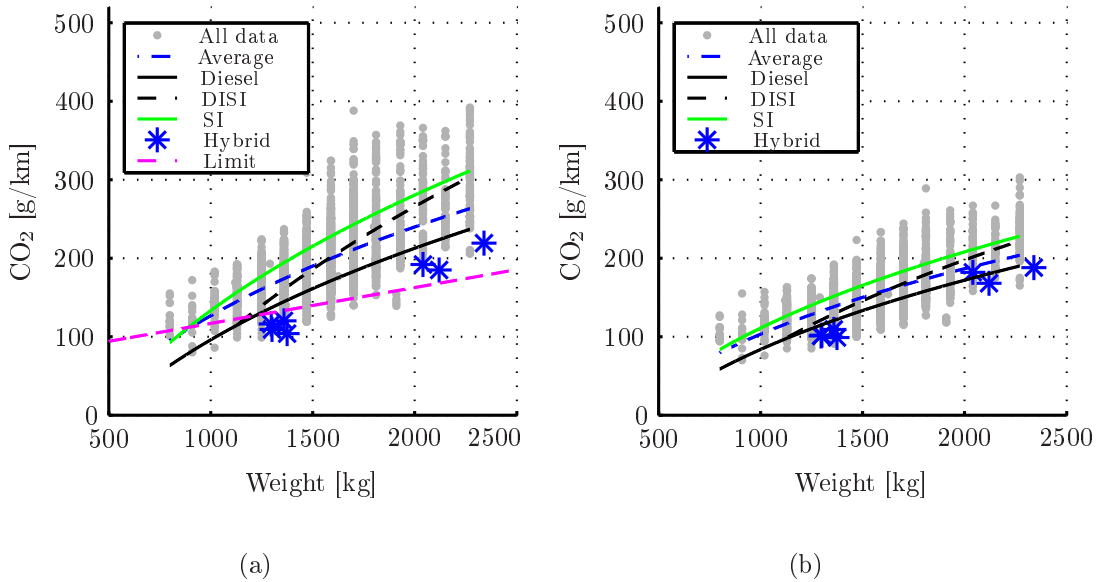 500
400
300
200
100
0
500
1000
1500
2000
2500
CO₂ [g/km]
Weight [kg]
All data
Average
Diesel
DISI
SI
Hybrid
Limit
(a)
500
400
300
200
100
0
500
1000
1500
2000
2500
CO₂ [g/km]
Weight [kg]
All data
Average
Diesel
DISI
SI
Hybrid
(b)